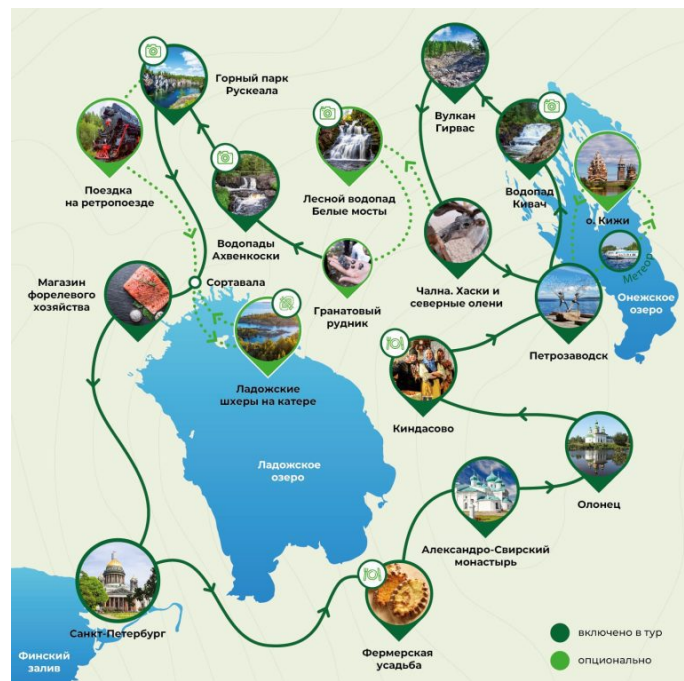 Горный парк
Рускеала
Вулкан
Гирвас
Поездка
на ретропоезде
Лесной водопад
Белые мосты
Водопад
Кивач
о. Кижи
Водопады
Ахвенкоски
Метеор
Магазин
форелевого
хозяйства
Сортавала
Гранатовый
рудник
Чална. Хаски и
северные олени
Онежское
озеро
Петрозаводск
Ладожские
шхеры на катере
Киндасово
Ладожское
озеро
Олонец
Александро-Свирский
монастырь
Санкт-Петербург
Финский
залив
Фермерская
усадьба
включено в тур
опционально